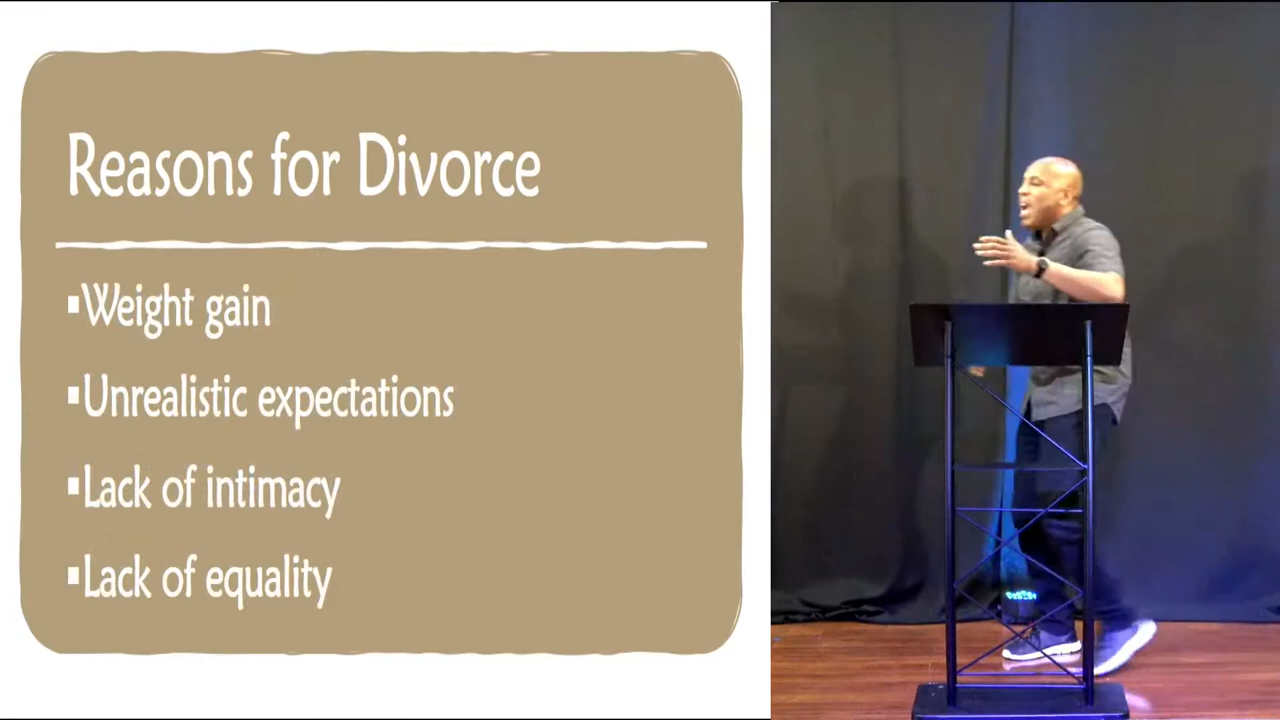 Reasons for Divorce
▪Weight gain
▪Unrealistic expectations
▪Lack of intimacy
▪Lack of equality